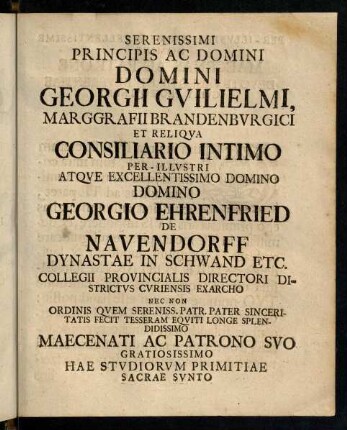 SERENISSIMI
PRINCIPIS AC DOMINI
DOMINI
GEORGII GVILIELMI,
MARGGRAFII BRANDENBVRGICI
ET RELIQVA
CONSILIARIO INTIMO
PER-ILLVSTRI
ATQVE EXCELLENTISSIMO DOMINO
DOMINO
GEORGIO EHRENFRIED
DE
NAVENDORFF
DYNASTAE IN SCHWAND ETC.
COLLEGII PROVINCIALIS DIRECTORI DI-
STRICTVS CVRIENSIS EXARCHO
NEC NON
ORDINIS QVEM SERENISS. PATR. PATER SINCERI-
TATIS FECIT TESSERAM EQVITI LONGE SPLEN-
DIDISSIMO
MAECENATI AC PATRONO SVO
GRATIOSISSIMO
HAE STVDIORVM PRIMITIAE
SACRAE SVNTO